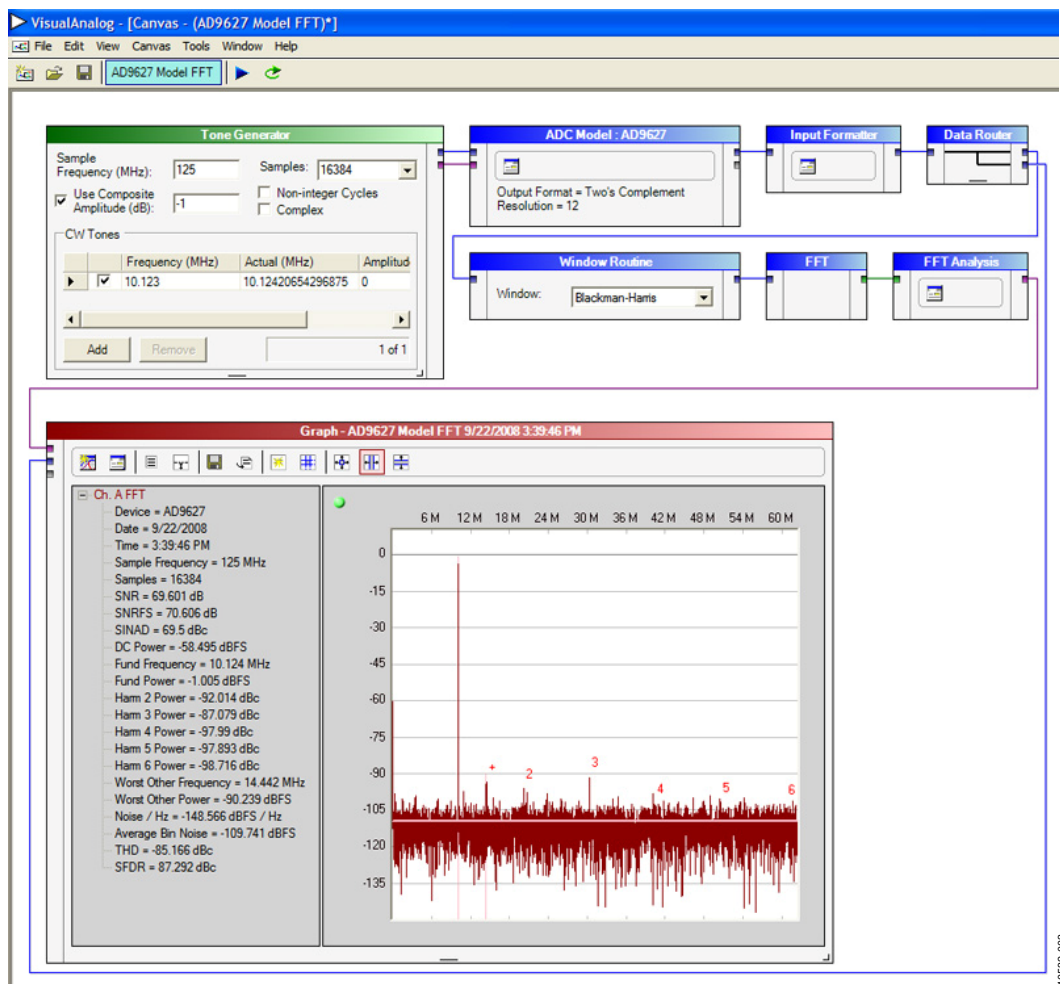 VisualAnalog - [Canvas - (AD9627 Model FFT)*]
File Edit View Canvas Tools Window Help
AD9627 Model FFT
Tone Generator
Sample Frequency (MHz): 125
Samples: 16384
Use Composite Amplitude (dB): -1
Non-integer Cycles
Complex
CW Tones
Frequency (MHz) Actual (MHz) Amplitud
10.123 10.12420654296875 0
Add Remove 1 of 1
ADC Model : AD9627
Output Format = Two's Complement
Resolution = 12
Input Formatter
Data Router
Window Routine
Window: Blackman-Harris
FFT
FFT Analysis
Graph - AD9627 Model FFT 9/22/2008 3:39:46 PM
Ch. A FFT
Device = AD9627
Date = 9/22/2008
Time = 3:39:46 PM
Sample Frequency = 125 MHz
Samples = 16384
SNR = 69.601 dB
SNRFS = 70.606 dB
SINAD = 69.5 dBc
DC Power = -58.495 dBFS
Fund Frequency = 10.124 MHz
Fund Power = -1.005 dBFS
Harm 2 Power = -92.014 dBc
Harm 3 Power = -87.079 dBc
Harm 4 Power = -97.99 dBc
Harm 5 Power = -97.893 dBc
Harm 6 Power = -98.716 dBc
Worst Other Frequency = 14.442 MHz
Worst Other Power = -90.239 dBFS
Noise / Hz = -148.566 dBFS / Hz
Average Bin Noise = -109.741 dBFS
THD = -85.166 dBc
SFDR = 87.292 dBc
6 M 12 M 18 M 24 M 30 M 36 M 42 M 48 M 54 M 60 M
0
-15
-30
-45
-60
-75
-90
-105
-120
-135
+ 2 3 4 5 6